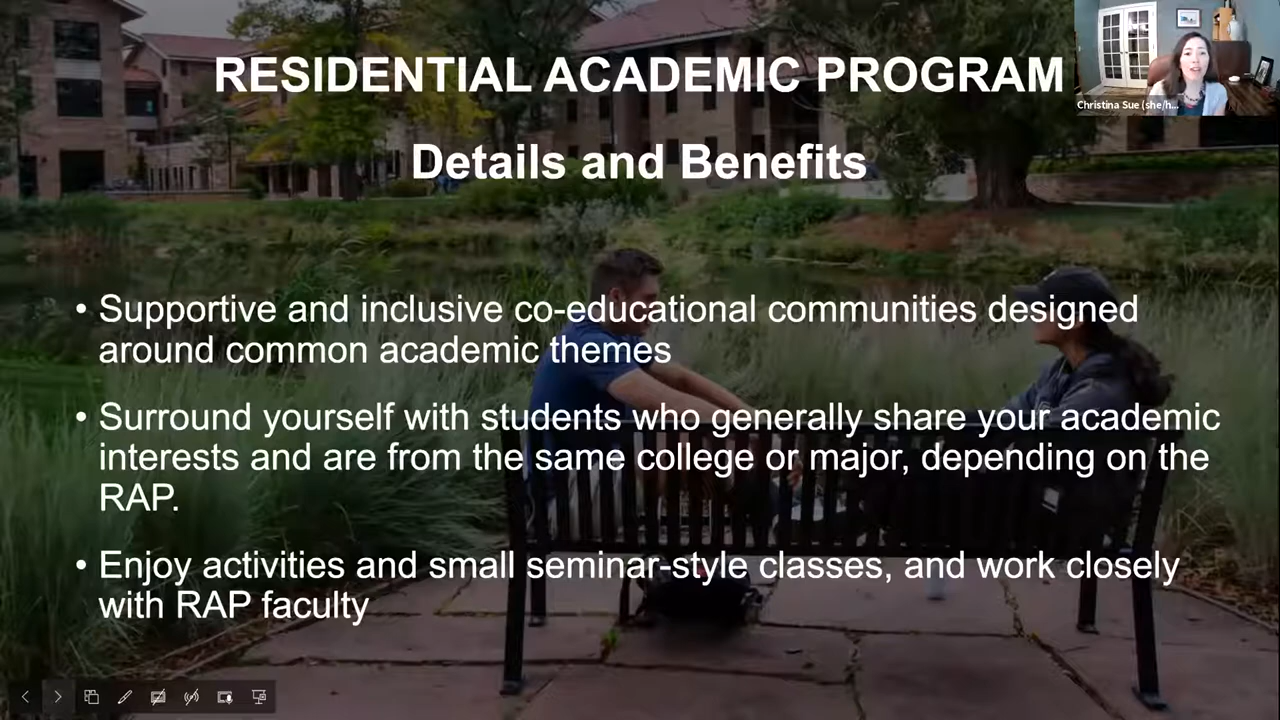 RESIDENTIAL ACADEMIC PROGRAM
Christina Sue (she/h...
Details and Benefits
• Supportive and inclusive co-educational communities designed
around common academic themes
• Surround yourself with students who generally share your academic
interests and are from the same college or major, depending on the
RAP.
• Enjoy activities and small seminar-style classes, and work closely
with RAP faculty